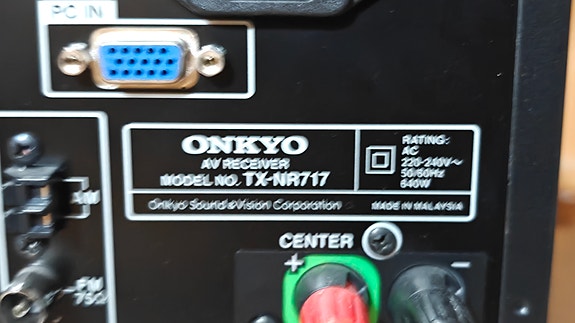 PC IN
ONKYO
AV RECEIVER
MODEL NO. TX-NR717
RATING:
AC
220-240V~
50/60Hz
640W
Onkyo Sound & Vision Corporation
MADE IN MALAYSIA
AM
FM
75Ω
CENTER
+
-